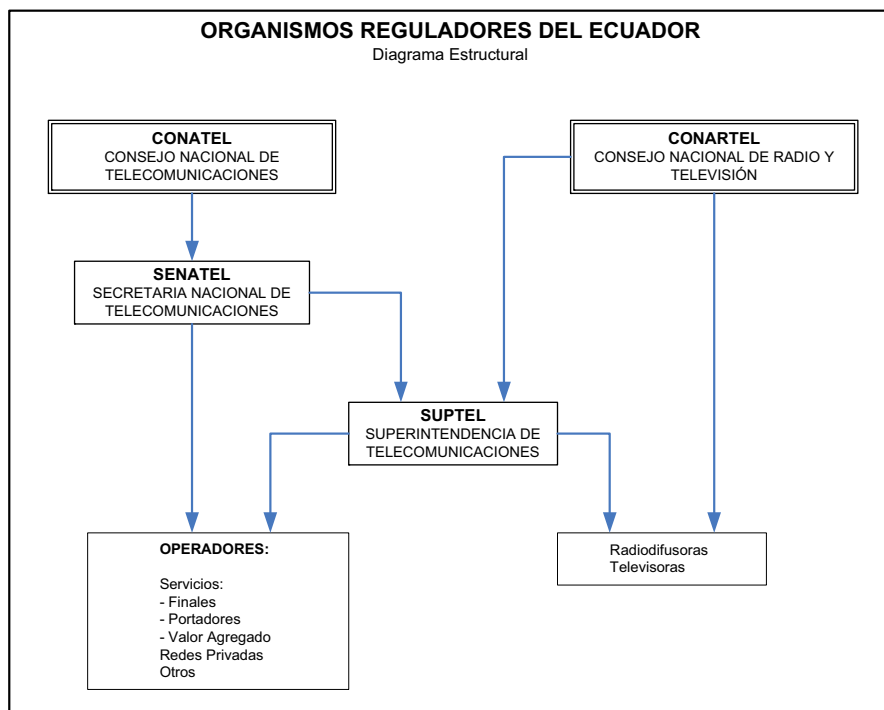 ORGANISMOS REGULADORES DEL ECUADOR
Diagrama Estructural
CONATEL
CONSEJO NACIONAL DE
TELECOMUNICACIONES
CONARTEL
CONSEJO NACIONAL DE RADIO Y
TELEVISIÓN
SENATEL
SECRETARIA NACIONAL DE
TELECOMUNICACIONES
SUPTEL
SUPERINTENDENCIA DE
TELECOMUNICACIONES
OPERADORES:
Servicios:
- Finales
- Portadores
- Valor Agregado
Redes Privadas
Otros
Radiodifusoras
Televisoras